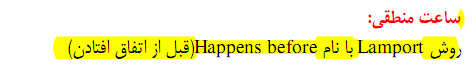 ساعت منطقی:
روش Lamport با نام Happens before(قبل از اتفاق افتادن)